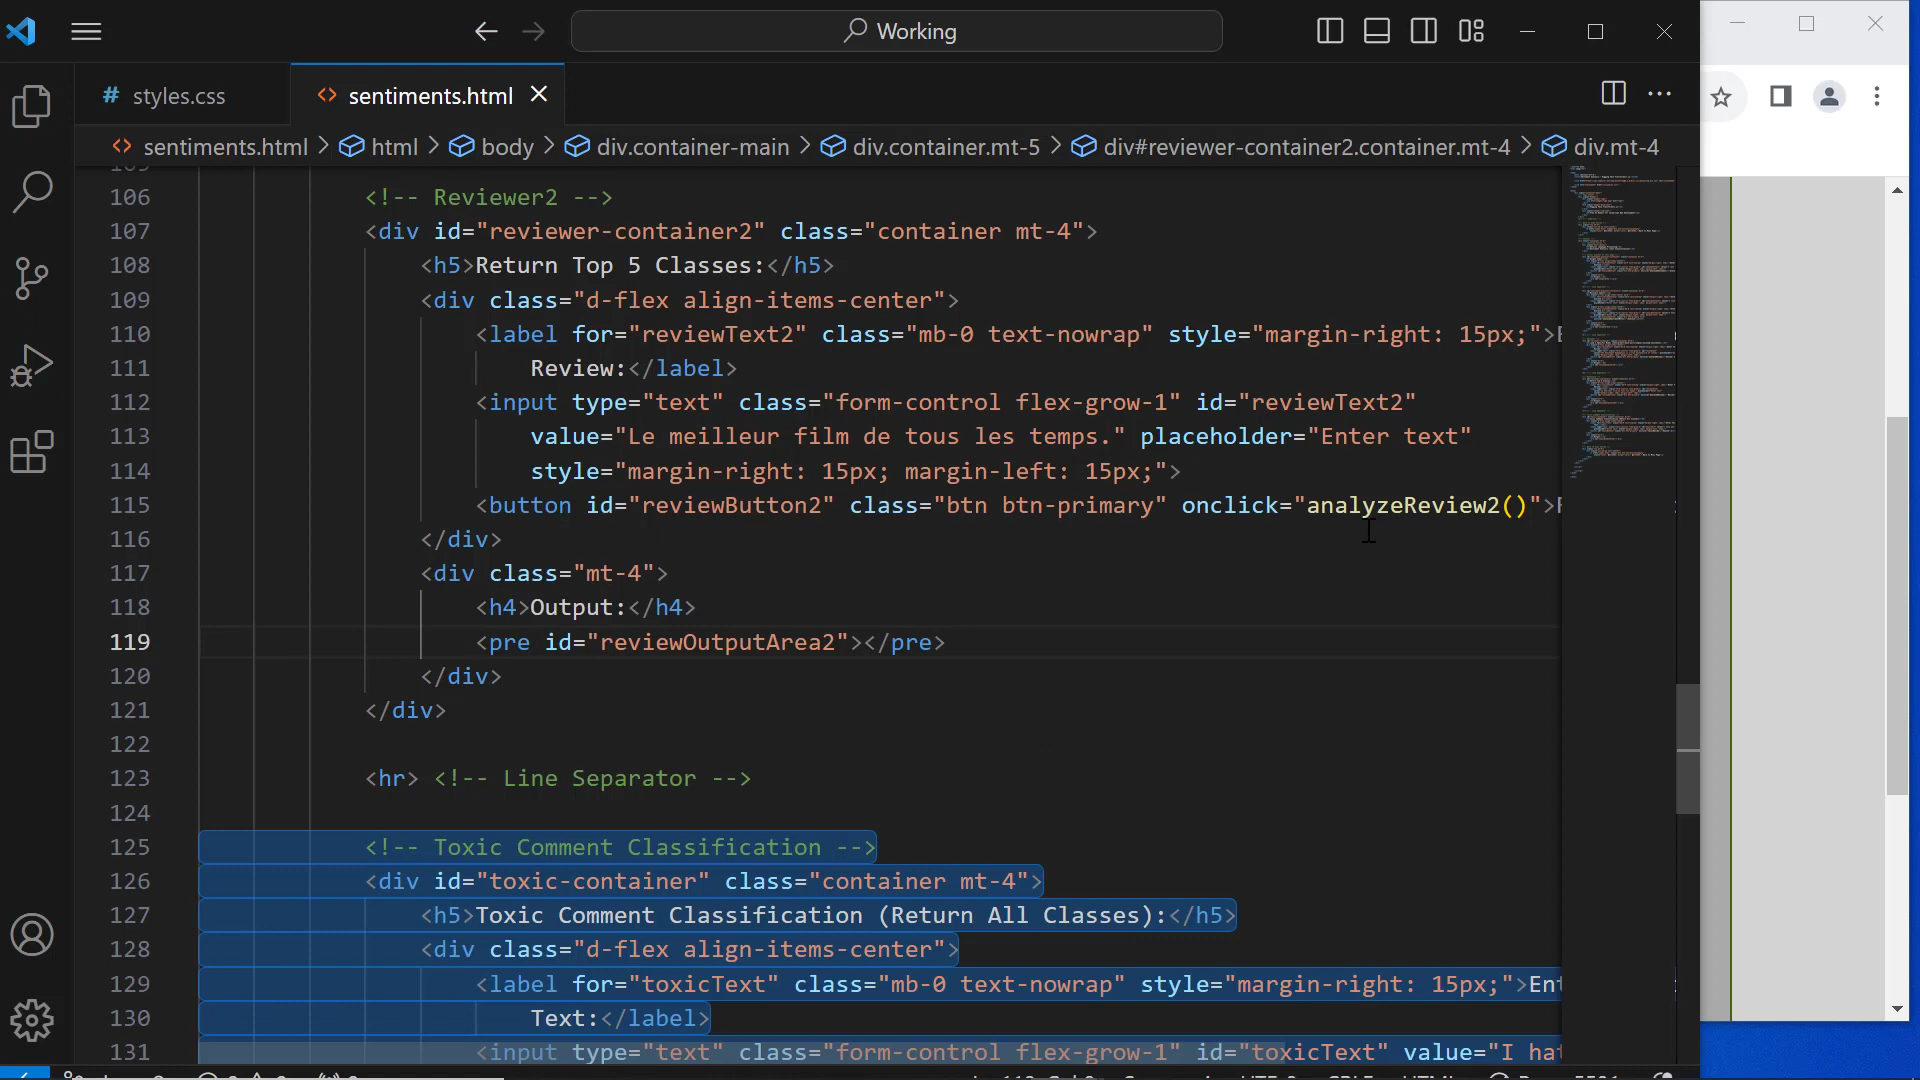 Working
# styles.css
<> sentiments.html
<> sentiments.html > html > body > div.container-main > div.container.mt-5 > div#reviewer-container2.container.mt-4 > div.mt-4
106 <!-- Reviewer2 -->
107 <div id="reviewer-container2" class="container mt-4">
108 <h5>Return Top 5 Classes:</h5>
109 <div class="d-flex align-items-center">
110 <label for="reviewText2" class="mb-0 text-nowrap" style="margin-right: 15px;">
111 Review:</label>
112 <input type="text" class="form-control flex-grow-1" id="reviewText2"
113 value="Le meilleur film de tous les temps." placeholder="Enter text"
114 style="margin-right: 15px; margin-left: 15px;">
115 <button id="reviewButton2" class="btn btn-primary" onclick="analyzeReview2()">
116 </div>
117 <div class="mt-4">
118 <h4>Output:</h4>
119 <pre id="reviewOutputArea2"></pre>
120 </div>
121 </div>
122
123 <hr> <!-- Line Separator -->
124
125 <!-- Toxic Comment Classification -->
126 <div id="toxic-container" class="container mt-4">
127 <h5>Toxic Comment Classification (Return All Classes):</h5>
128 <div class="d-flex align-items-center">
129 <label for="toxicText" class="mb-0 text-nowrap" style="margin-right: 15px;">Ent
130 Text:</label>
131 <input type="text" class="form-control flex-grow-1" id="toxicText" value="I hat